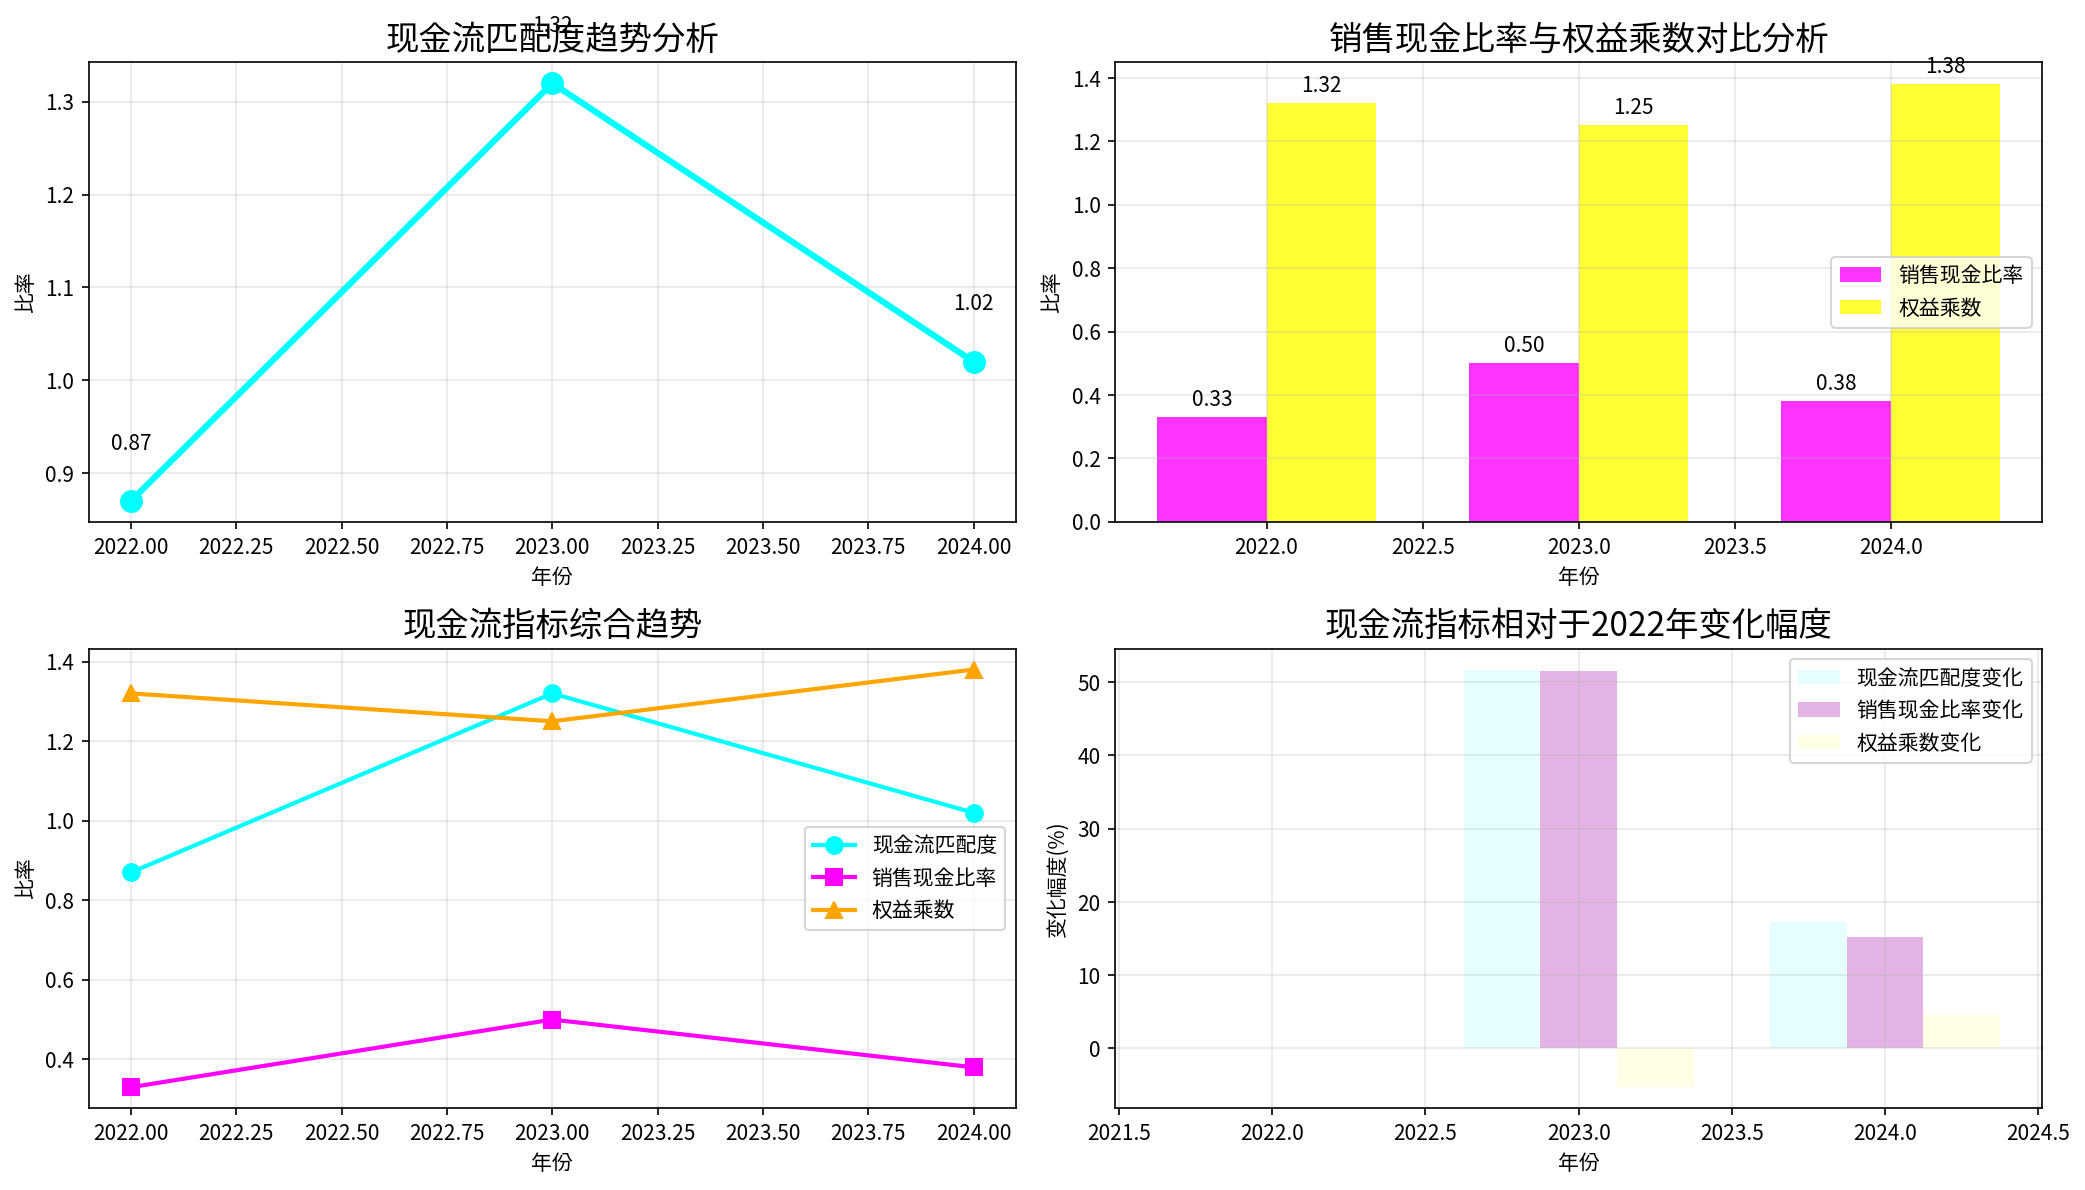 现金流匹配度趋势分析
1.32
1.3
1.2
1.1
1.0
0.9
比率
0.87
1.02
2022.00 2022.25 2022.50 2022.75 2023.00 2023.25 2023.50 2023.75 2024.00
年份
销售现金比率与权益乘数对比分析
1.4
1.2
1.0
0.8
0.6
0.4
0.2
0.0
比率
1.32
1.25
1.38
0.33
0.50
0.38
销售现金比率
权益乘数
2022.0 2022.5 2023.0 2023.5 2024.0
年份
现金流指标综合趋势
1.4
1.2
1.0
0.8
0.6
0.4
比率
现金流匹配度
销售现金比率
权益乘数
2022.00 2022.25 2022.50 2022.75 2023.00 2023.25 2023.50 2023.75 2024.00
年份
现金流指标相对于2022年变化幅度
50
40
30
20
10
0
变化幅度(%)
现金流匹配度变化
销售现金比率变化
权益乘数变化
2021.5 2022.0 2022.5 2023.0 2023.5 2024.0 2024.5
年份